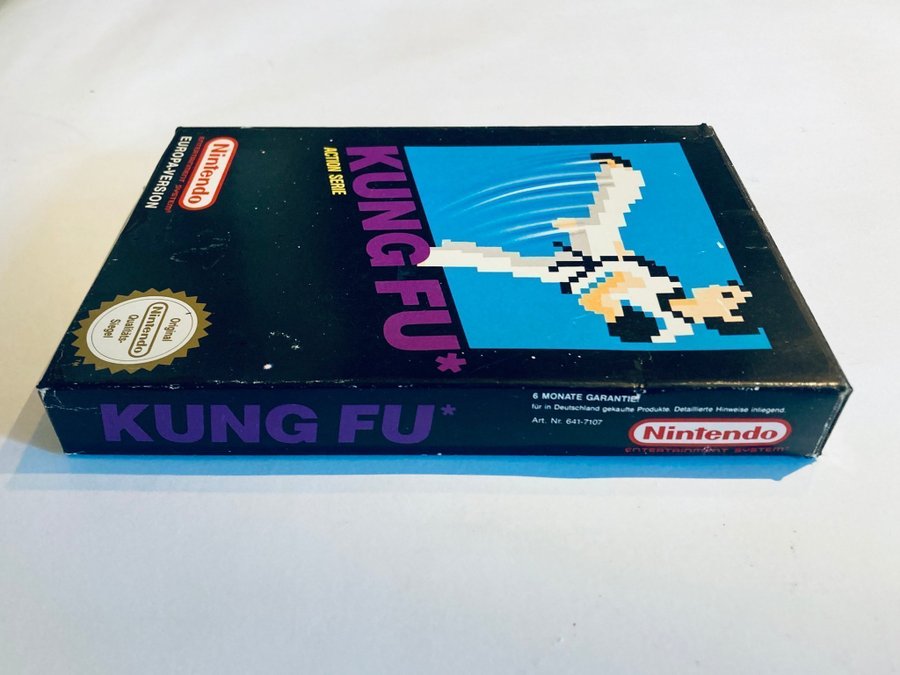 KUNG FU*
ACTION SERIE
Nintendo
ENTERTAINMENT SYSTEM
EUROPA-VERSION
Original
Nintendo
Qualitäts-
Siegel
KUNG FU*
6 MONATE GARANTIE!
für in Deutschland gekaufte Produkte. Detaillierte Hinweise inliegend.
Art. Nr. 641-7107
Nintendo
ENTERTAINMENT SYSTEM